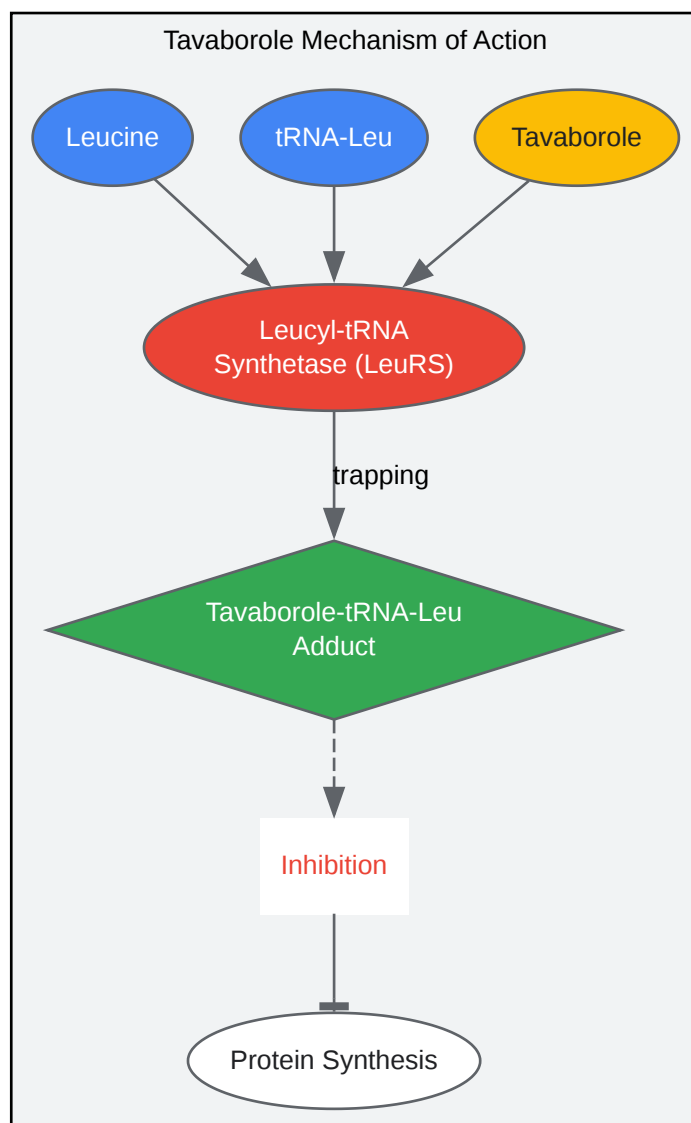 Tavaborole Mechanism of Action
Leucine
tRNA-Leu
Tavaborole
Leucyl-tRNA
Synthetase (LeuRS)
trapping
Tavaborole-tRNA-Leu
Adduct
Inhibition
Protein Synthesis